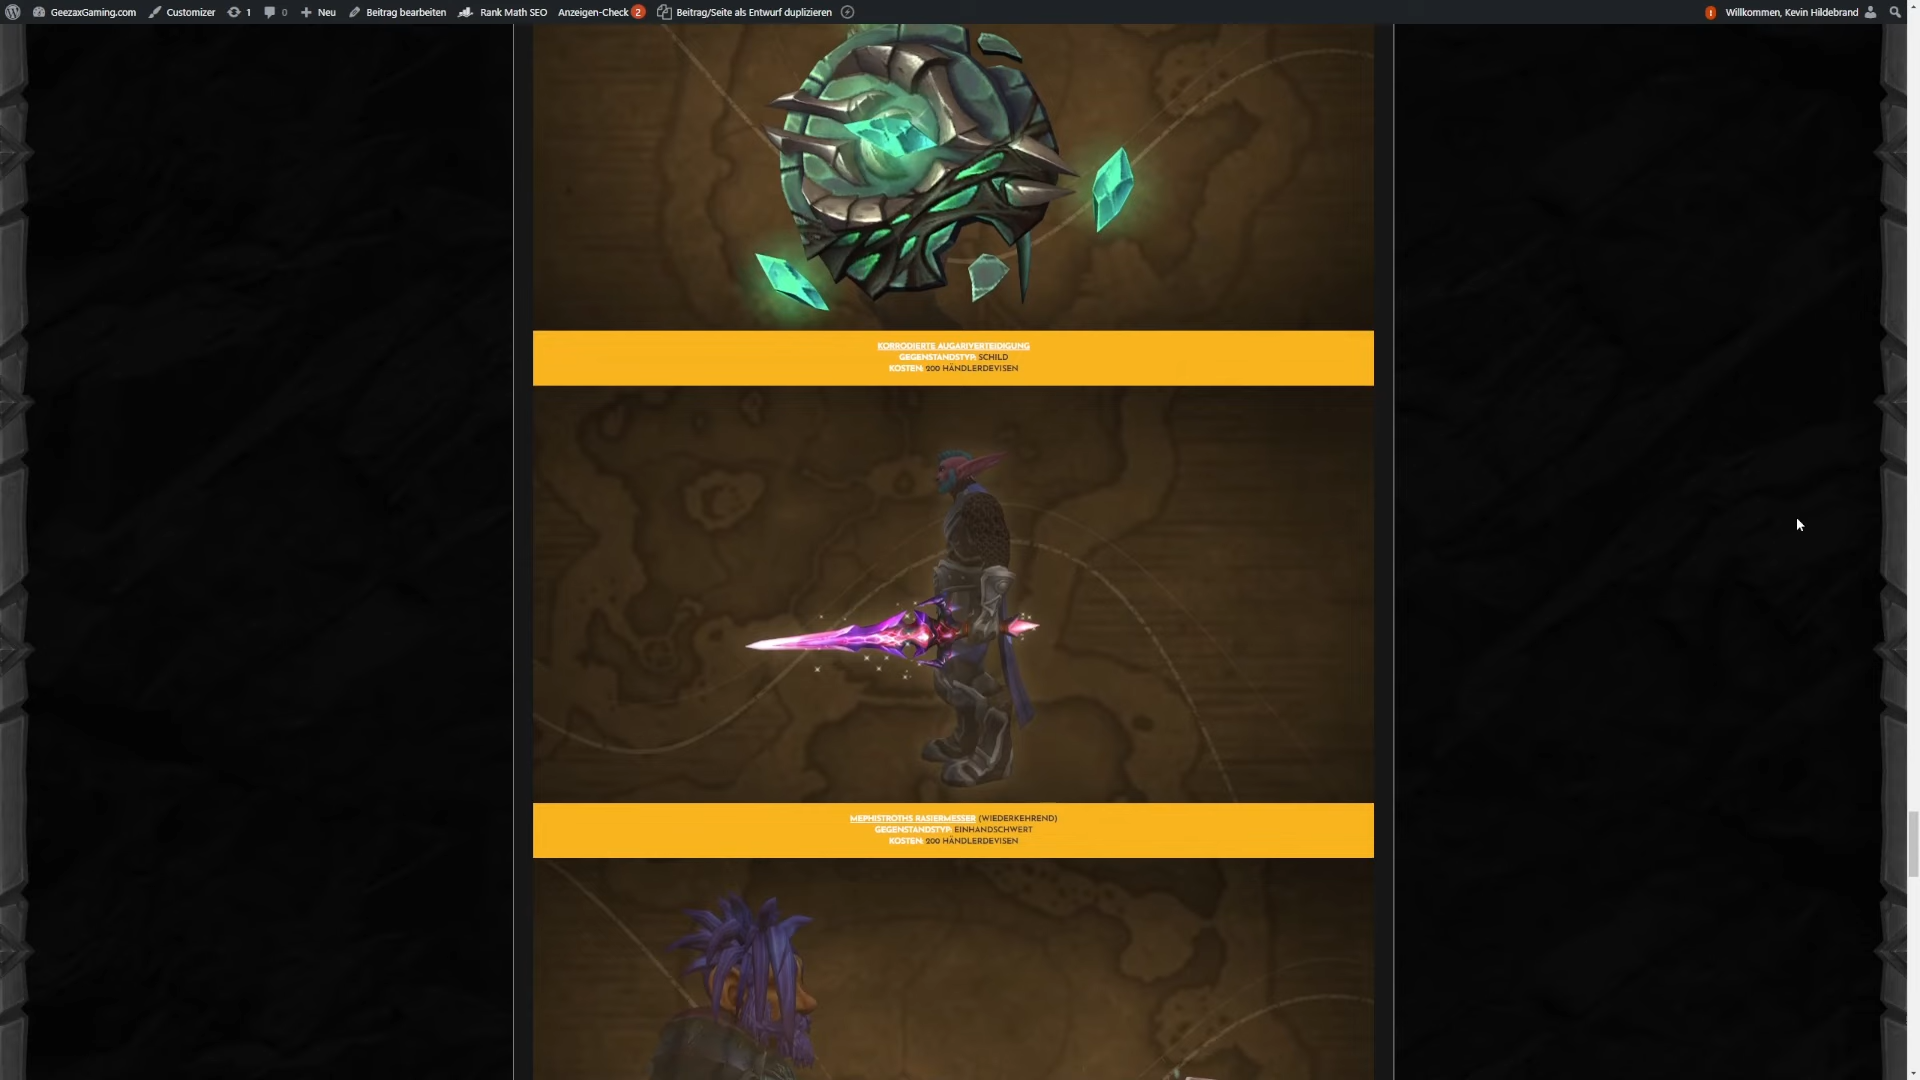 GeezaxGaming.com Customizer 1 0 Neu Beitrag bearbeiten Rank Math SEO Anzeigen-Check 2 Beitrag/Seite als Entwurf duplizieren ! Willkommen, Kevin Hildebrand
KORRODIERTE AUGARIVERTEIDIGUNG
GEGENSTANDSTYP: SCHILD
KOSTEN: 200 HÄNDLERDEVISEN
MEPHISTROTHS RASIERMESSER (WIEDERKEHREND)
GEGENSTANDSTYP: EINHANDSCHWERT
KOSTEN: 200 HÄNDLERDEVISEN